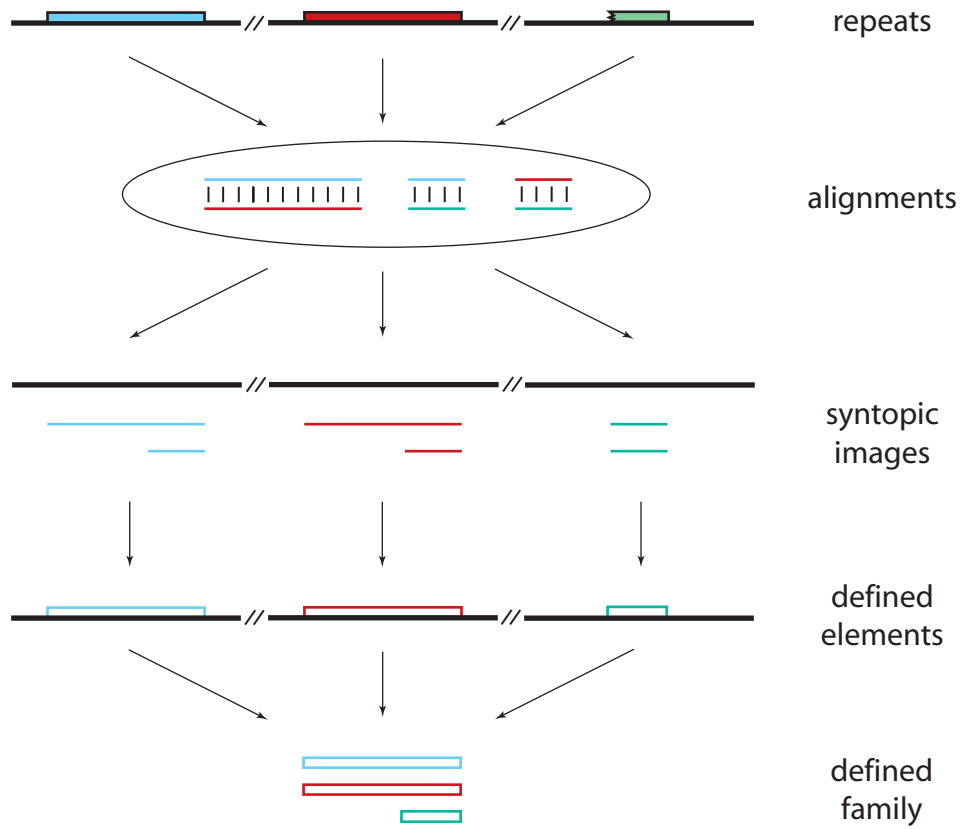 repeats
alignments
syntopic
images
defined
elements
defined
family